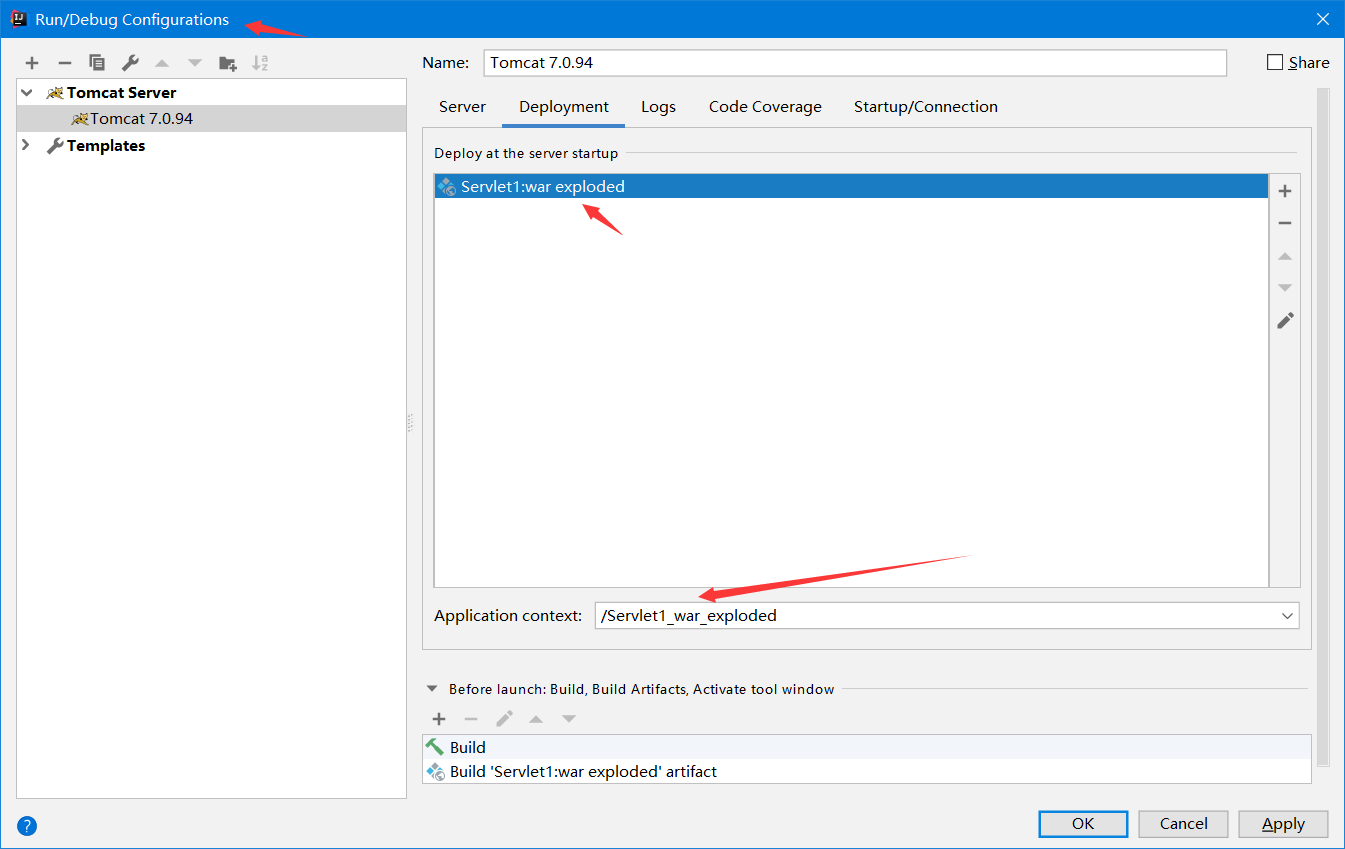 Run/Debug Configurations
Name: Tomcat 7.0.94 Share
Tomcat Server
Tomcat 7.0.94
Templates
Server Deployment Logs Code Coverage Startup/Connection
Deploy at the server startup
Servlet1:war exploded
Application context: /Servlet1_war_exploded
Before launch: Build, Build Artifacts, Activate tool window
Build
Build 'Servlet1:war exploded' artifact
? OK Cancel Apply